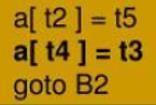 a[ t2 ] = t5
a[ t4 ] = t3
goto B2